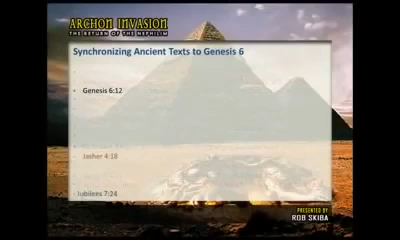 ARCHON INVASION
THE RETURN OF THE NEPHILIM
Synchronizing Ancient Texts to Genesis 6
Genesis 6:12
Jasher 4:18
Jubilees 7:24
PRESENTED BY
ROB SKIBA